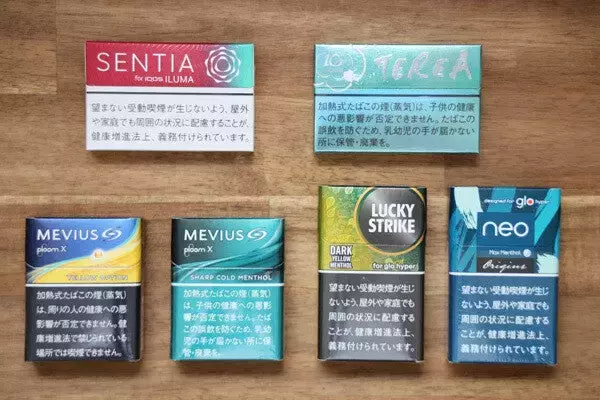 SENTIA
for IQOS ILUMA
望まない受動喫煙が生じないよう、屋外
や家庭でも周囲の状況に配慮することが、
健康増進法上、義務付けられています。
TEREA
加熱式たばこの煙(蒸気)は、子供の健康
への悪影響が否定できません。たばこの
誤飲を防ぐため、乳幼児の手が届かない
所に保管・廃棄を。
MEVIUS
ploom X
YELLOW OPTION
加熱式たばこの煙(蒸気)
は、周りの人の健康への悪
影響が否定できません。健
康増進法で禁じられている
場所では喫煙できません。
MEVIUS
ploom X
SHARP COLD MENTHOL
加熱式たばこの煙(蒸気)
は、子供の健康への悪影
響が否定できません。たば
この誤飲を防ぐため、乳幼
児の手が届かない所に保管
・廃棄を。
LUCKY
STRIKE
DARK
YELLOW
MENTHOL
for glo hyper
望まない受動喫煙が生じ
ないよう、屋外や家庭でも
周囲の状況に配慮するこ
とが、健康増進法上、義務
付けられています。
designed for glo hyper
neo
Max Menthol
Origins
望まない受動喫煙が生じ
ないよう、屋外や家庭でも
周囲の状況に配慮するこ
とが、健康増進法上、
義務付けられています。